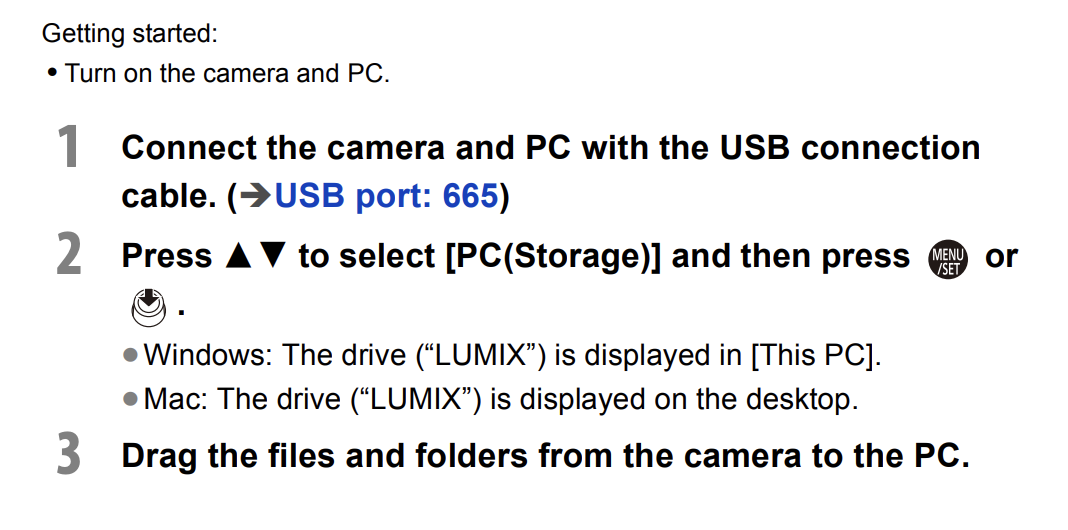 Getting started:
• Turn on the camera and PC.
1 Connect the camera and PC with the USB connection
cable. (➔USB port: 665)
2 Press ▲▼ to select [PC(Storage)] and then press MENU/SET or
.
●Windows: The drive (“LUMIX”) is displayed in [This PC].
●Mac: The drive (“LUMIX”) is displayed on the desktop.
3 Drag the files and folders from the camera to the PC.